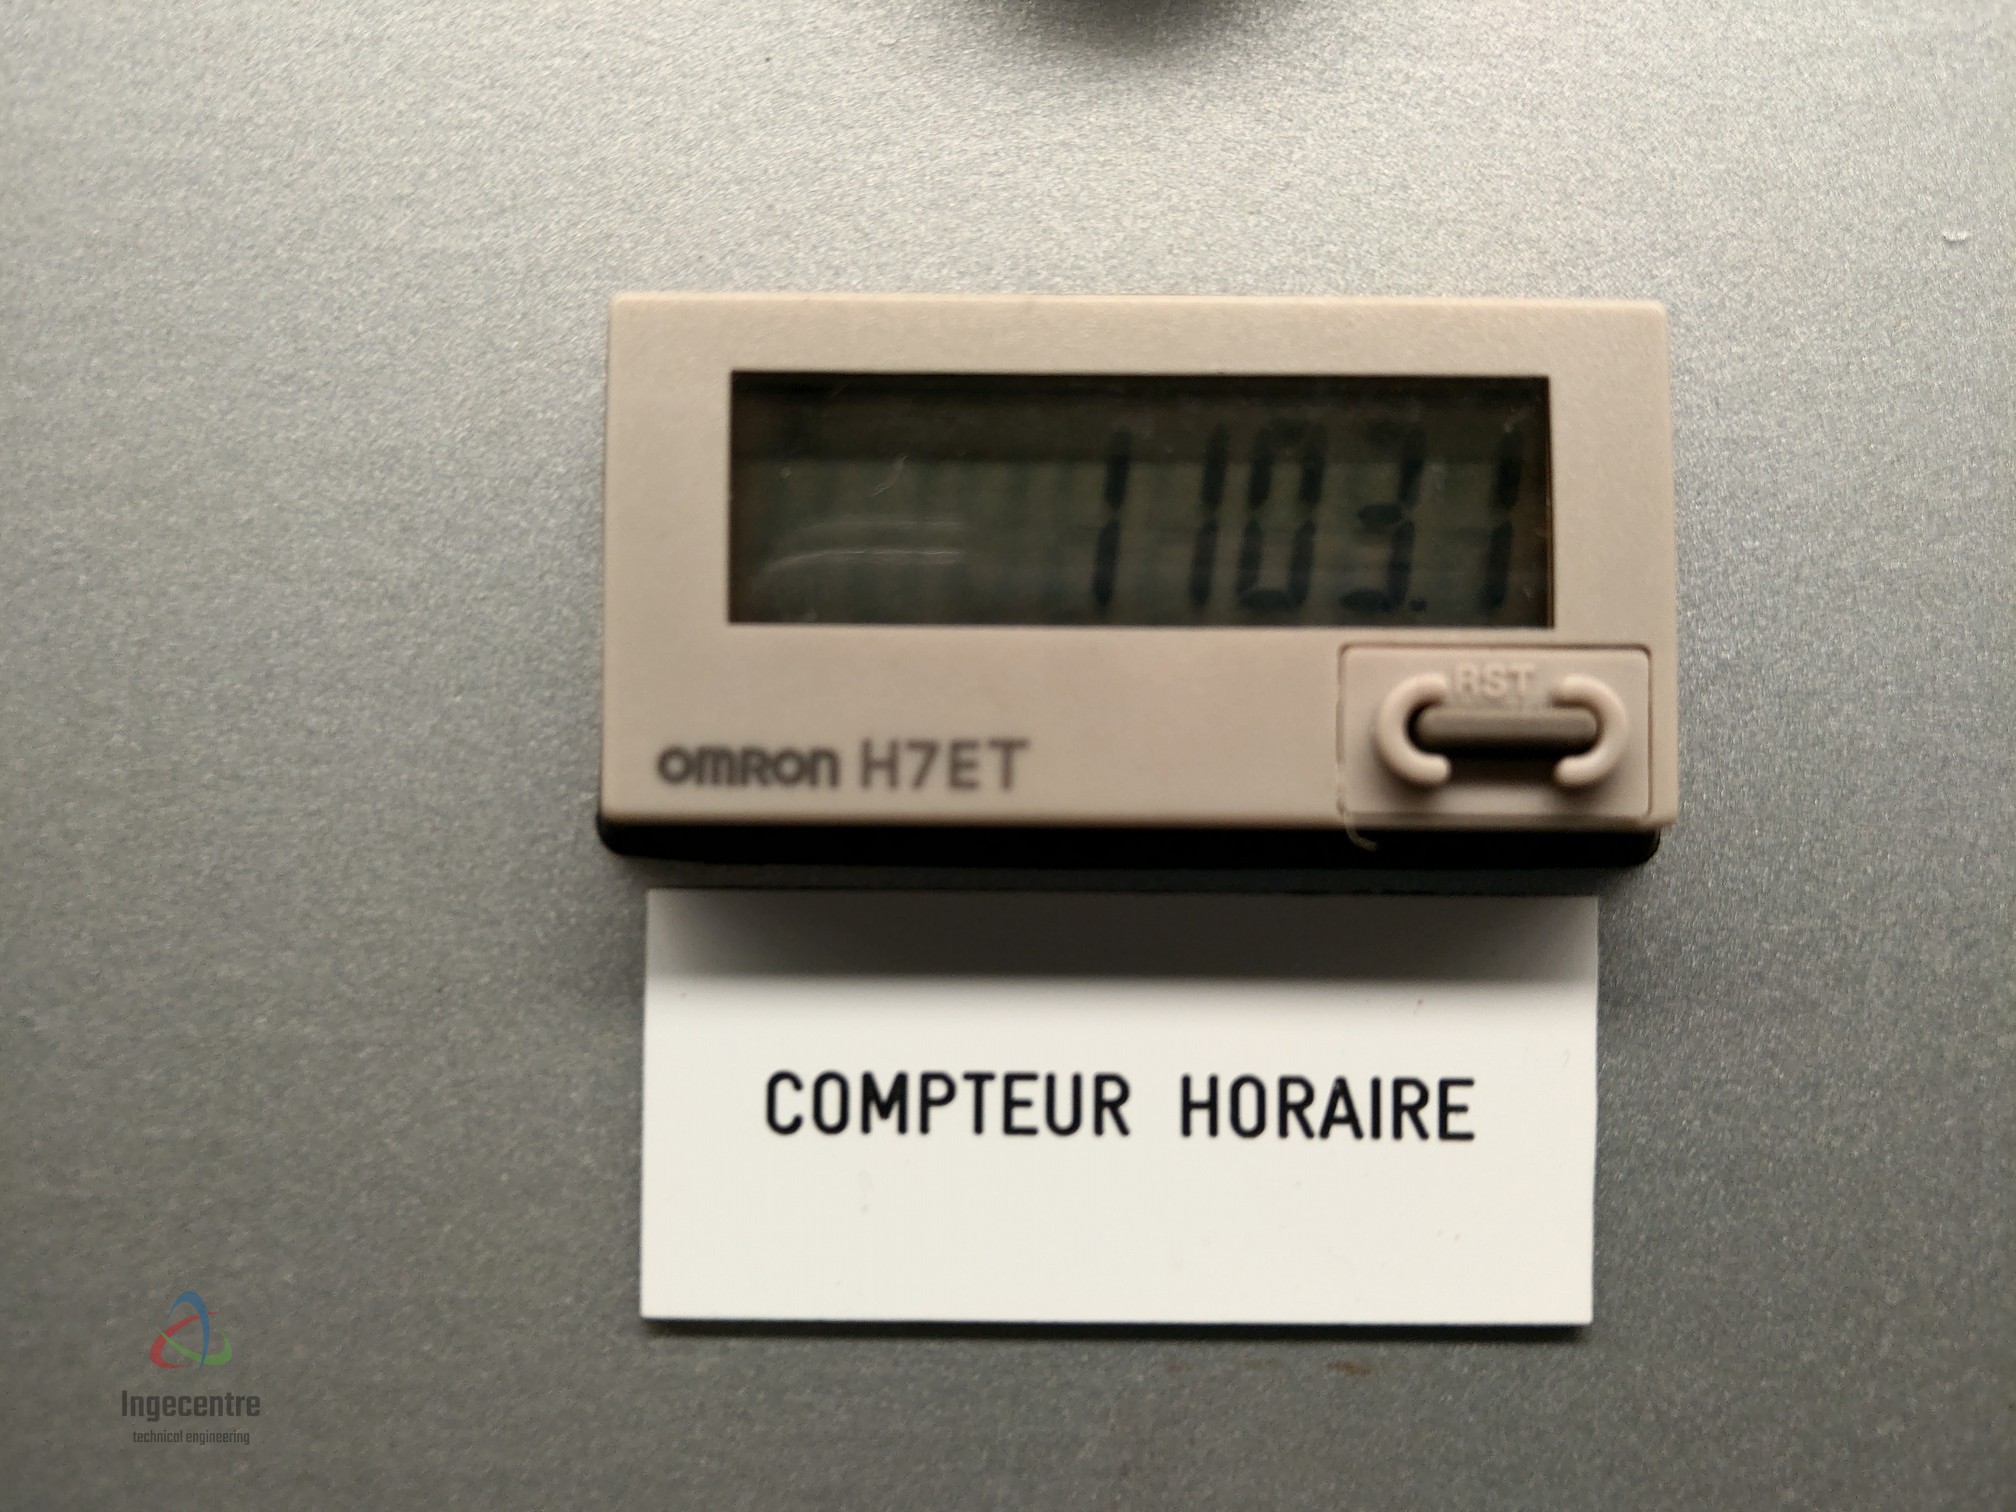 1103.1
RST
OMRON H7ET
COMPTEUR HORAIRE
Ingecentre
technical engineering